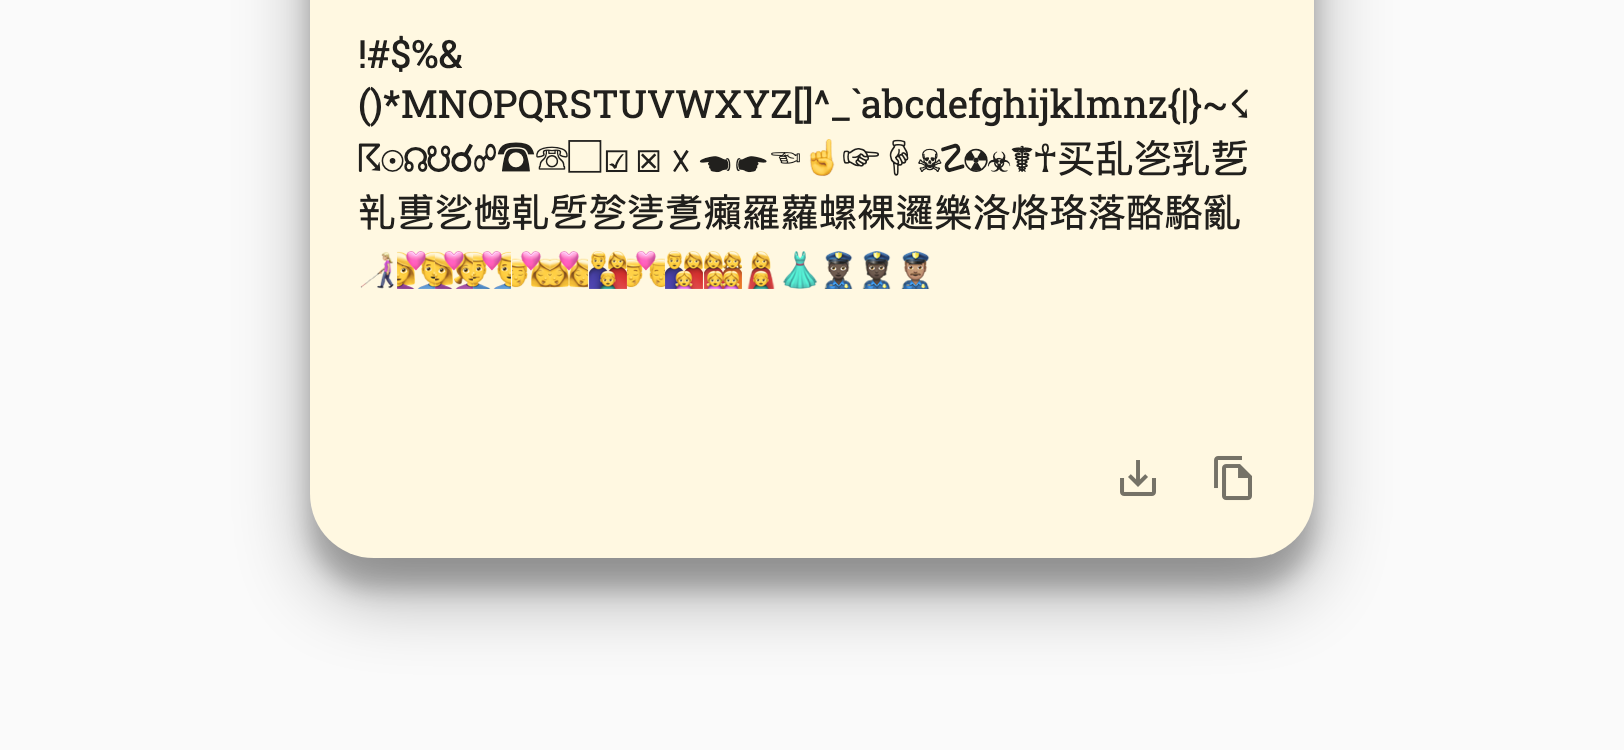 !#$%&
()*MNOPQRSTUVWXYZ[]^_`abcdefghijklmnz{|}~☇
☈☉☊☋☌☍☎☏☐☑☒☓☚☛☜☝☞☟☠☡☢☣☤☥买乱乲乳乴
乵乶乷乸乹乺乻乼乽癩羅蘿螺裸邏樂洛烙珞落酪駱亂